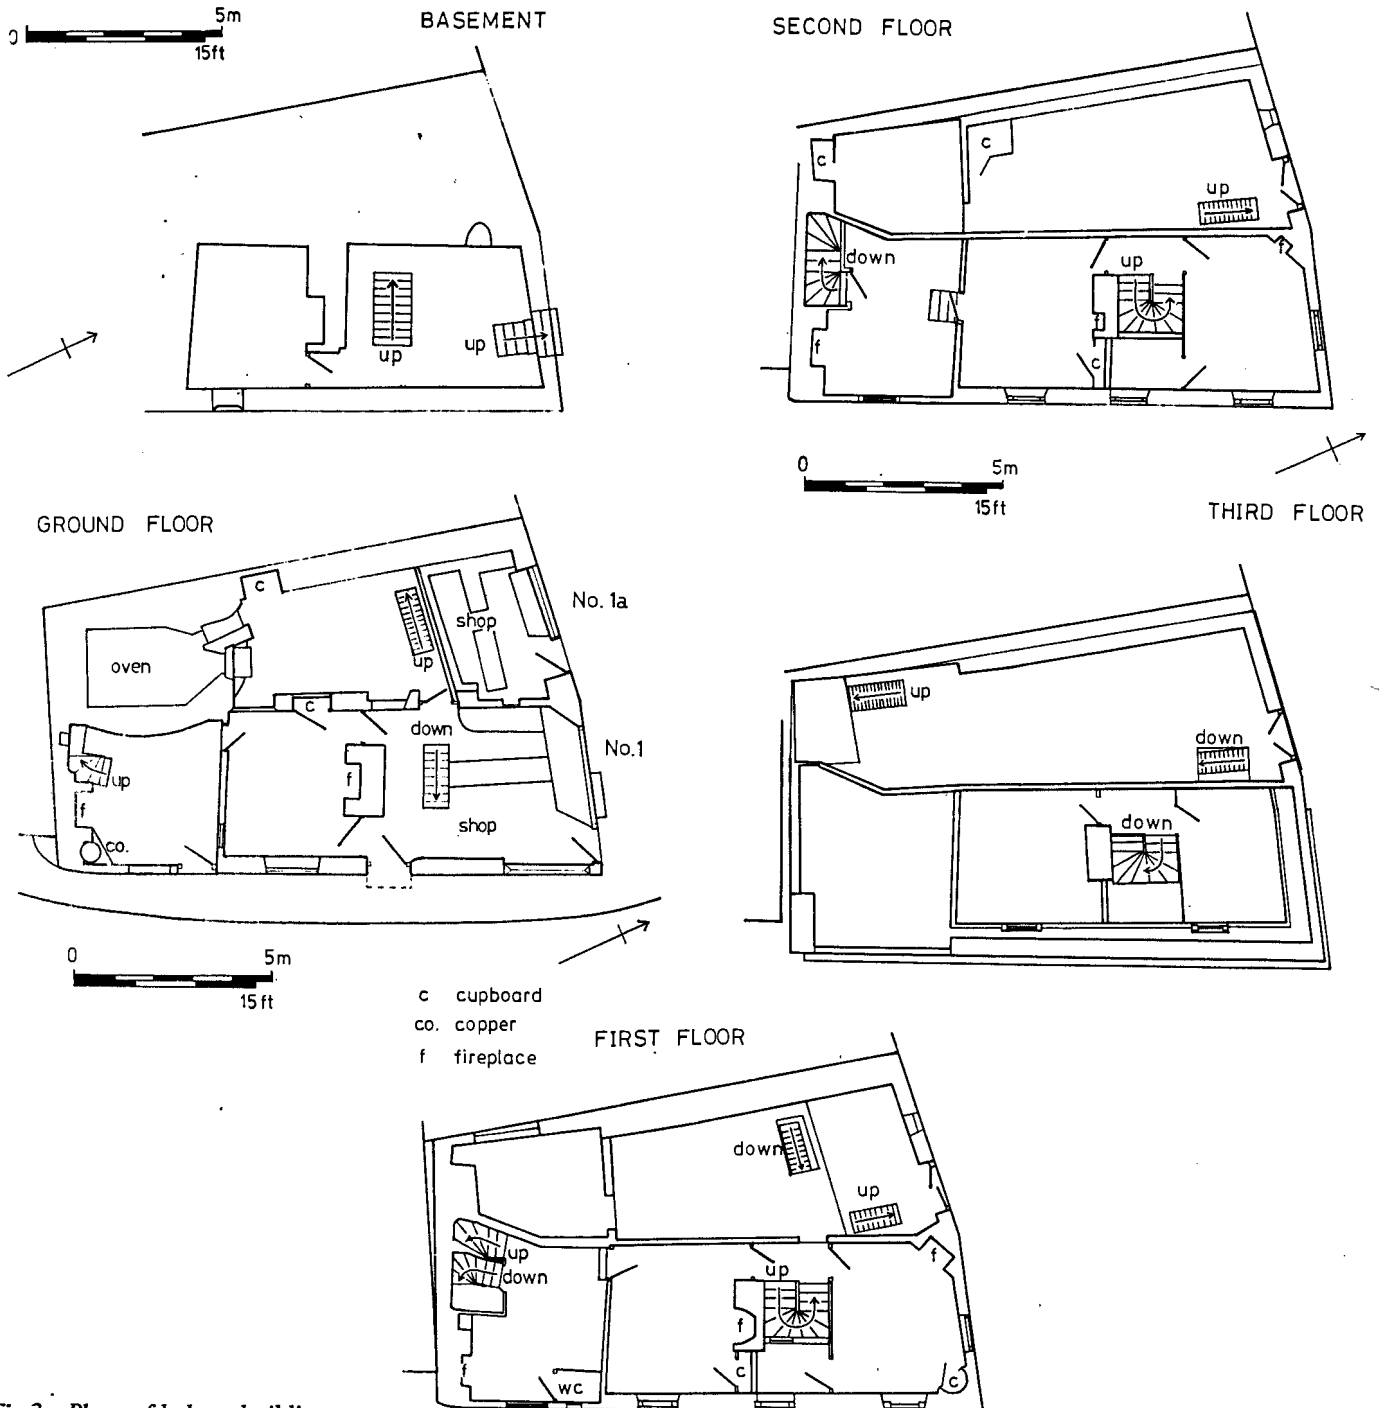 0 5m
15ft
BASEMENT
up
up
SECOND FLOOR
c
c
up
down
f
up
f
f
c
0 5m
15ft
GROUND FLOOR
c
shop
No. 1a
oven
up
c
down
No.1
up
f
f
shop
co.
0 5m
15ft
THIRD FLOOR
up
down
down
c cupboard
co. copper
f fireplace
FIRST FLOOR
down
up
up
down
f
up
f
c
f
wc
c